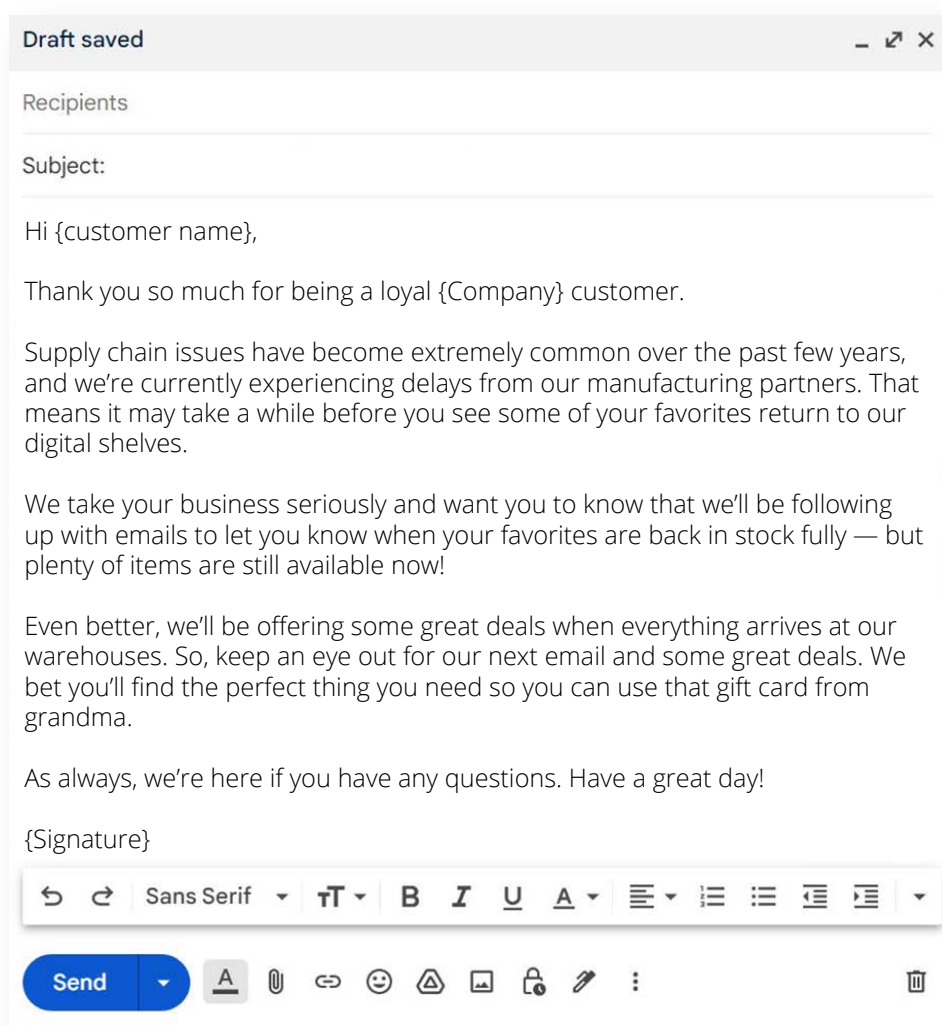 Draft saved
Recipients
Subject:
Hi {customer name},
Thank you so much for being a loyal {Company} customer.
Supply chain issues have become extremely common over the past few years,
and we’re currently experiencing delays from our manufacturing partners. That
means it may take a while before you see some of your favorites return to our
digital shelves.
We take your business seriously and want you to know that we’ll be following
up with emails to let you know when your favorites are back in stock fully — but
plenty of items are still available now!
Even better, we’ll be offering some great deals when everything arrives at our
warehouses. So, keep an eye out for our next email and some great deals. We
bet you’ll find the perfect thing you need so you can use that gift card from
grandma.
As always, we’re here if you have any questions. Have a great day!
{Signature}
Sans Serif TT B I U A
Send A